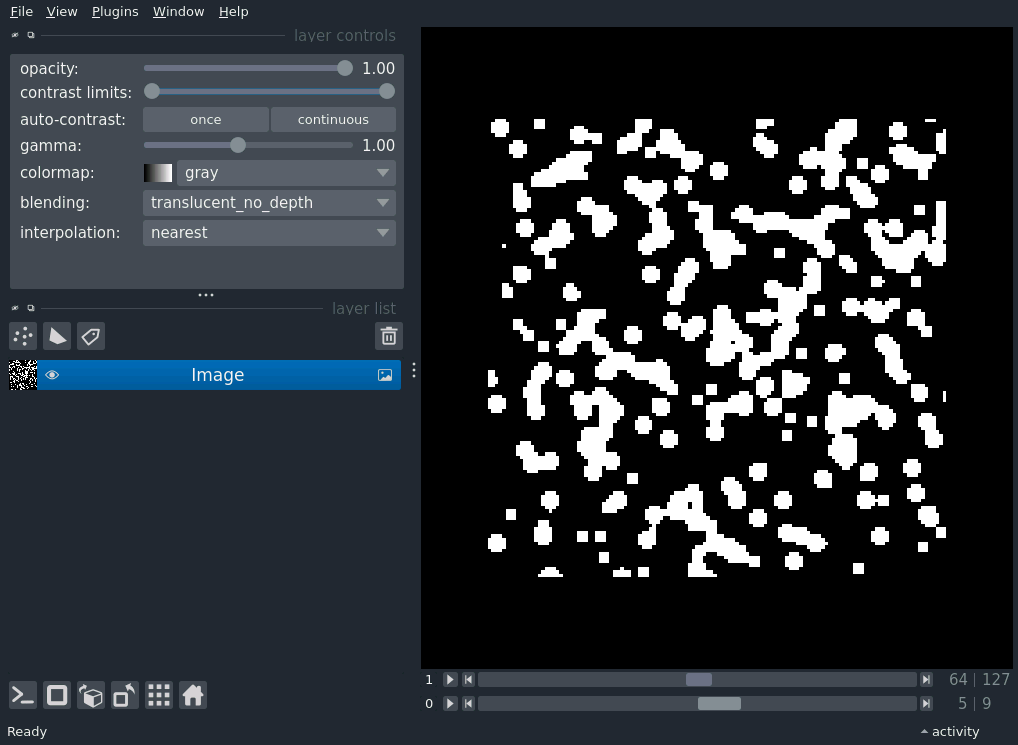 File View Plugins Window Help
layer controls
opacity: 1.00
contrast limits:
auto-contrast: once continuous
gamma: 1.00
colormap: gray
blending: translucent_no_depth
interpolation: nearest
layer list
Image
1 64 | 127
0 5 | 9
Ready activity